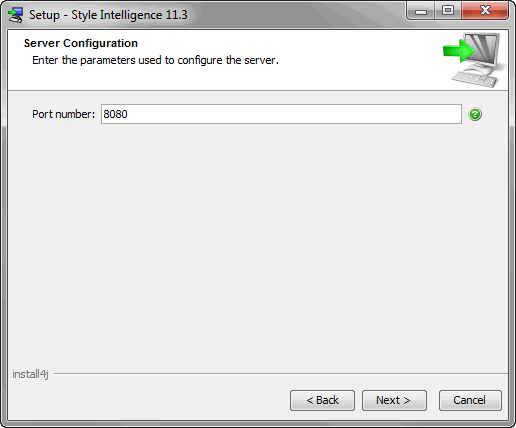 Setup - Style Intelligence 11.3
Server Configuration
Enter the parameters used to configure the server.
Port number: 8080
install4j
< Back Next > Cancel